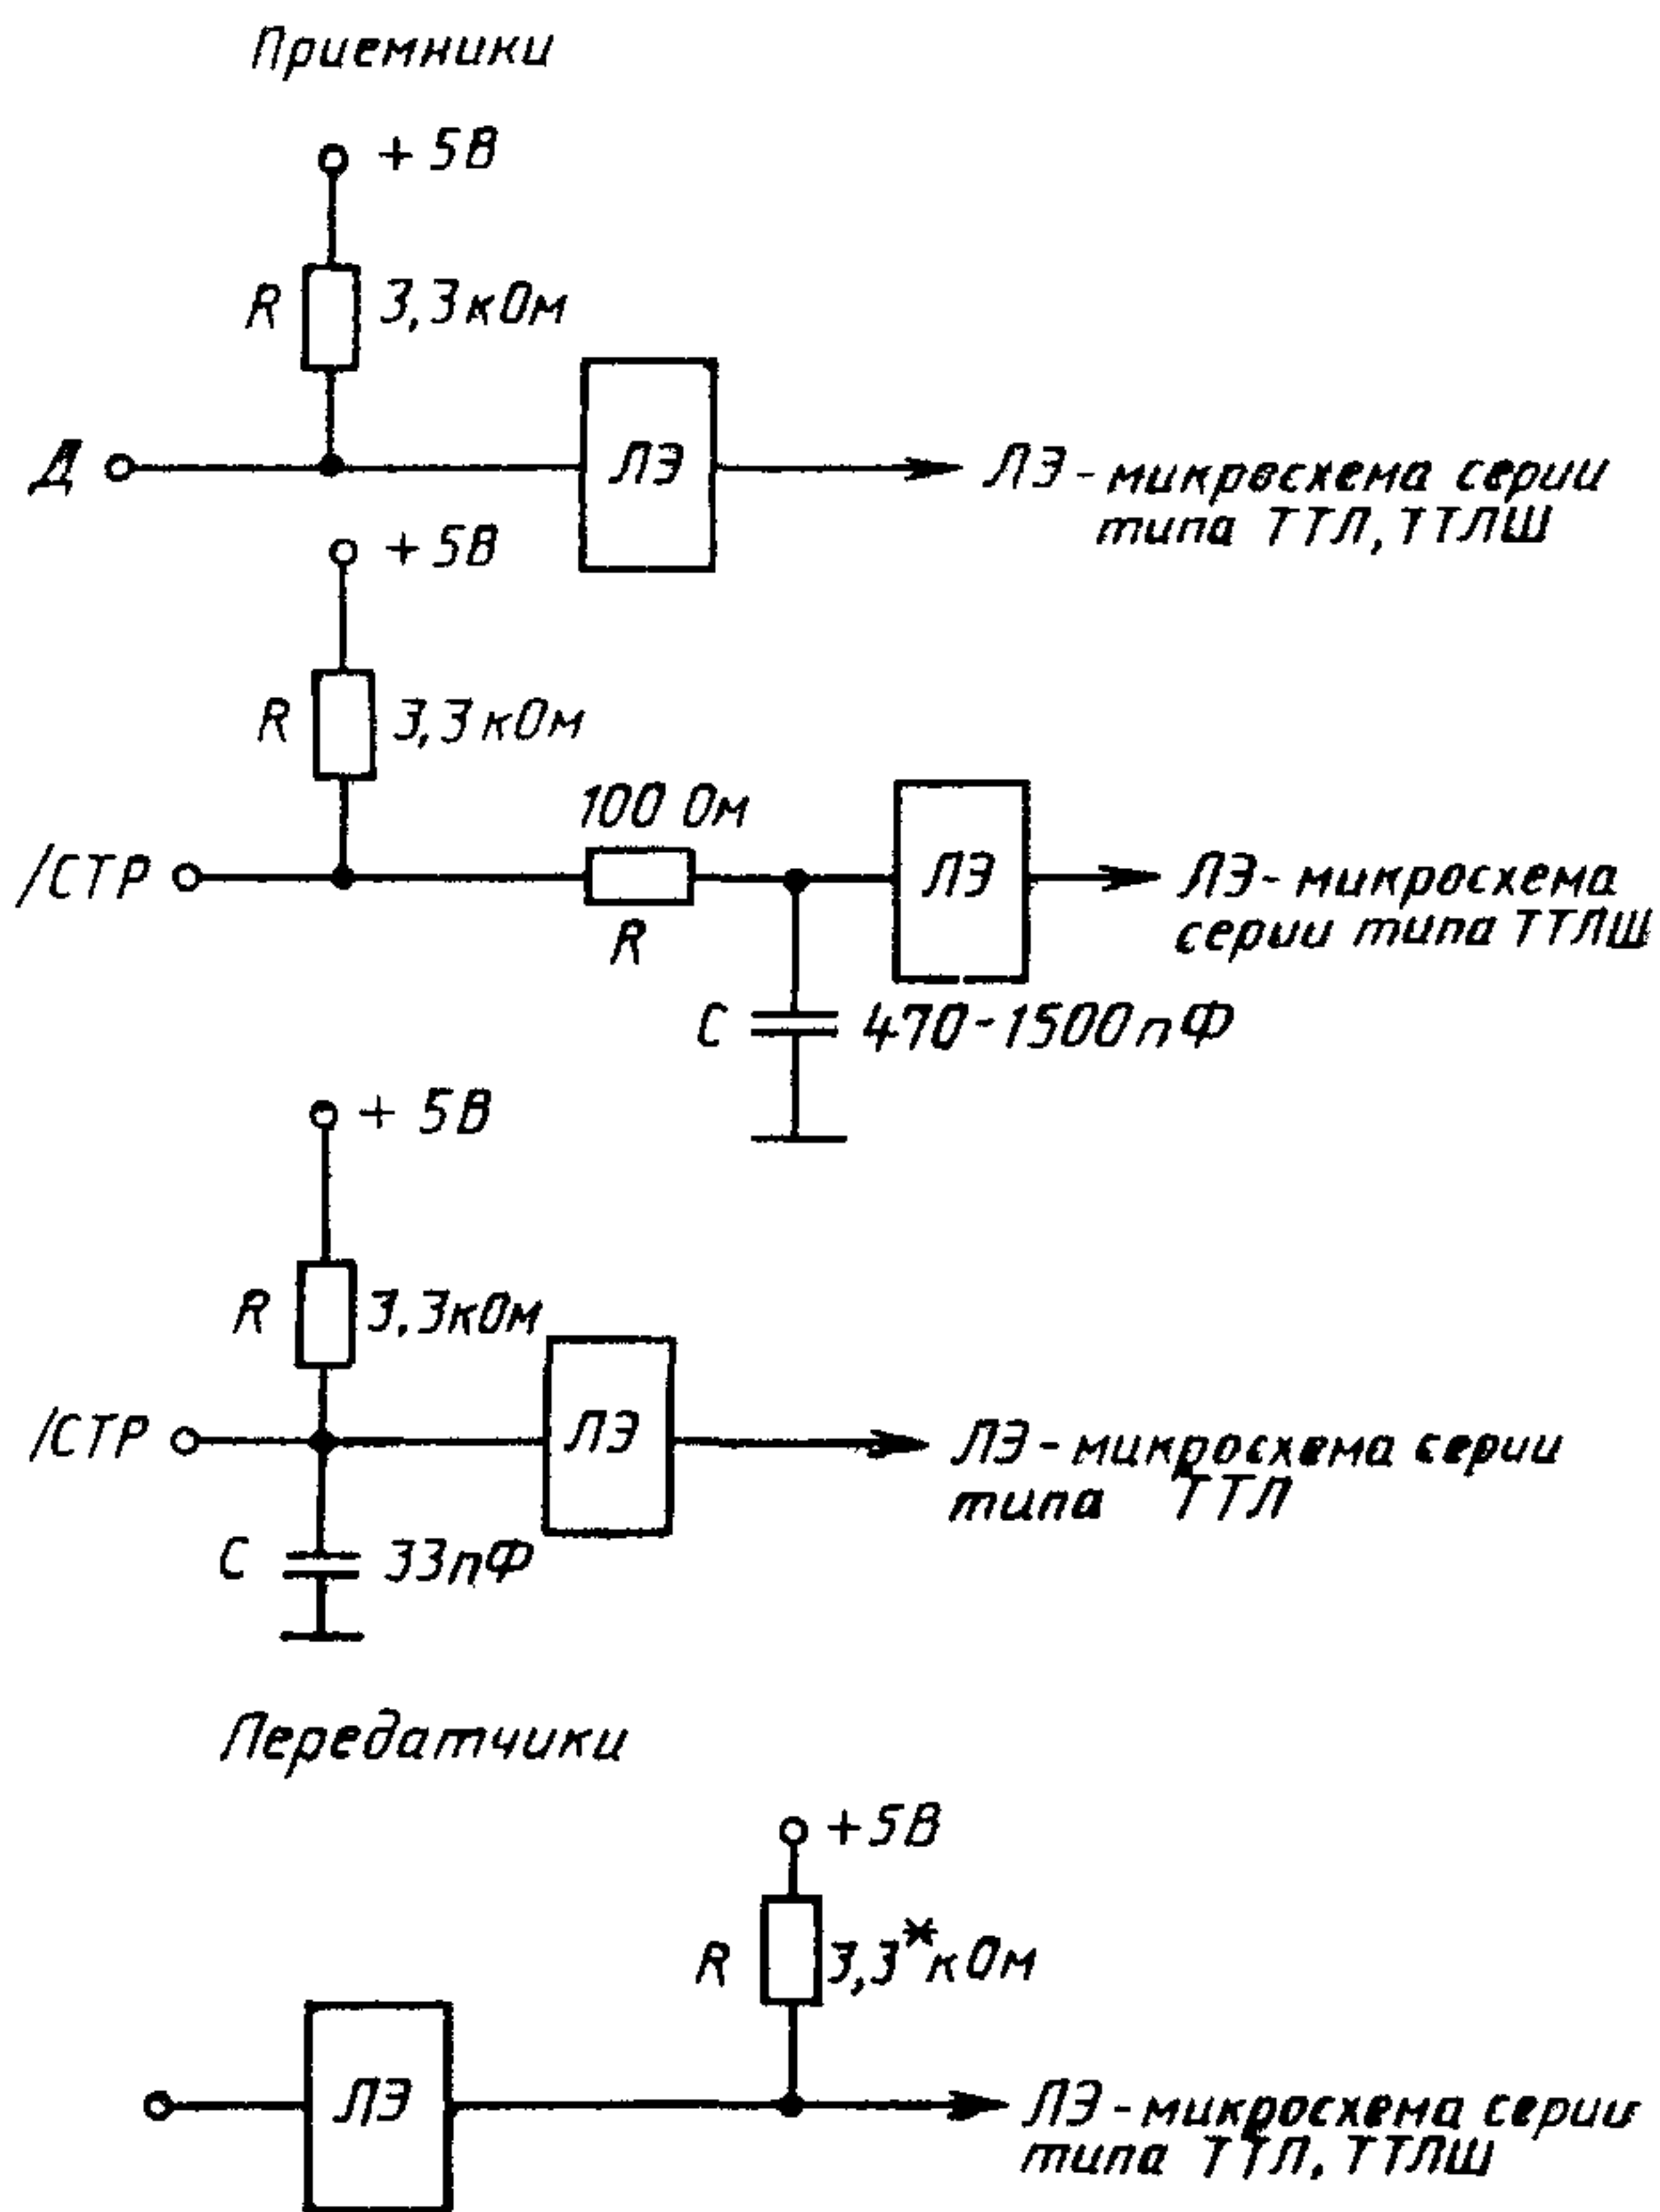 Приемники
+5В
R 3,3кОм
Д
ЛЭ
ЛЭ-микросхема серии
типа ТТЛ, ТТЛШ
+5В
R 3,3кОм
100 Ом
/СТР
R
ЛЭ
ЛЭ-микросхема
серии типа ТТЛШ
С 470-1500пФ
+ 5В
R 3,3кОм
/СТР
ЛЭ
ЛЭ-микросхема серии
типа ТТЛ
С 33пФ
Передатчики
+5В
R 3,3*кОм
ЛЭ
ЛЭ-микросхема серии
типа ТТЛ, ТТЛШ